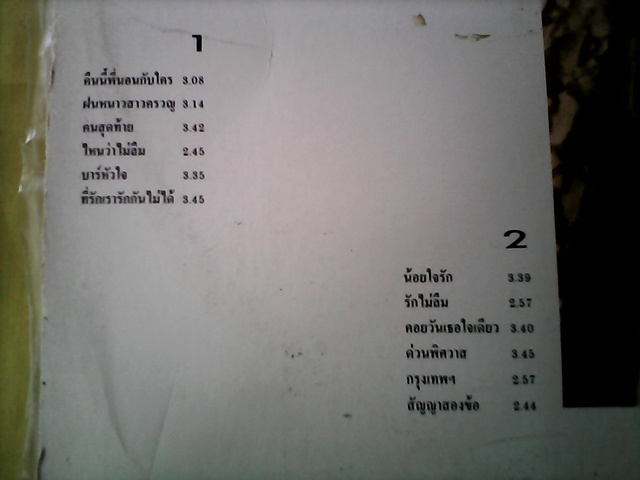 1
คืนนี้พี่นอนกับใคร 3.08
ฝนหนาวสาวครวญ 3.14
คนสุดท้าย 3.42
ไหนว่าไม่ลืม 2.45
บาร์หัวใจ 3.35
ที่รักเรารักกันไม่ได้ 3.45
2
น้อยใจรัก 3.39
รักไม่ลืม 2.57
คอยวันเธอใจเดียว 3.40
ด่วนพิศวาส 3.45
กรุงเทพฯ 2.57
สัญญาสองข้อ 2.44